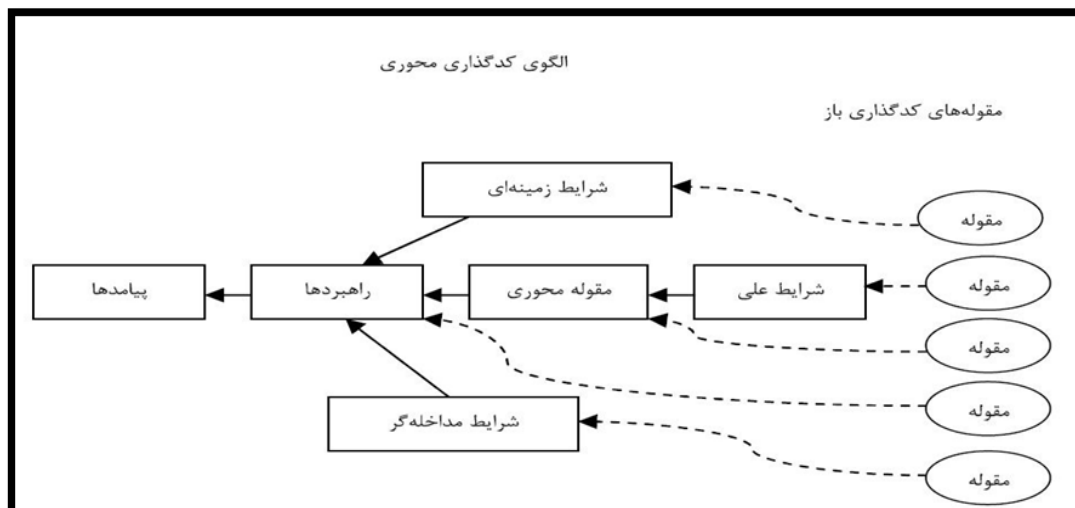 الگوی کدگذاری محوری
مقوله‌های کدگذاری باز
شرایط زمینه‌ای
مقوله
مقوله
شرایط علی
مقوله محوری
راهبردها
پیامدها
مقوله
مقوله
شرایط مداخله‌گر
مقوله